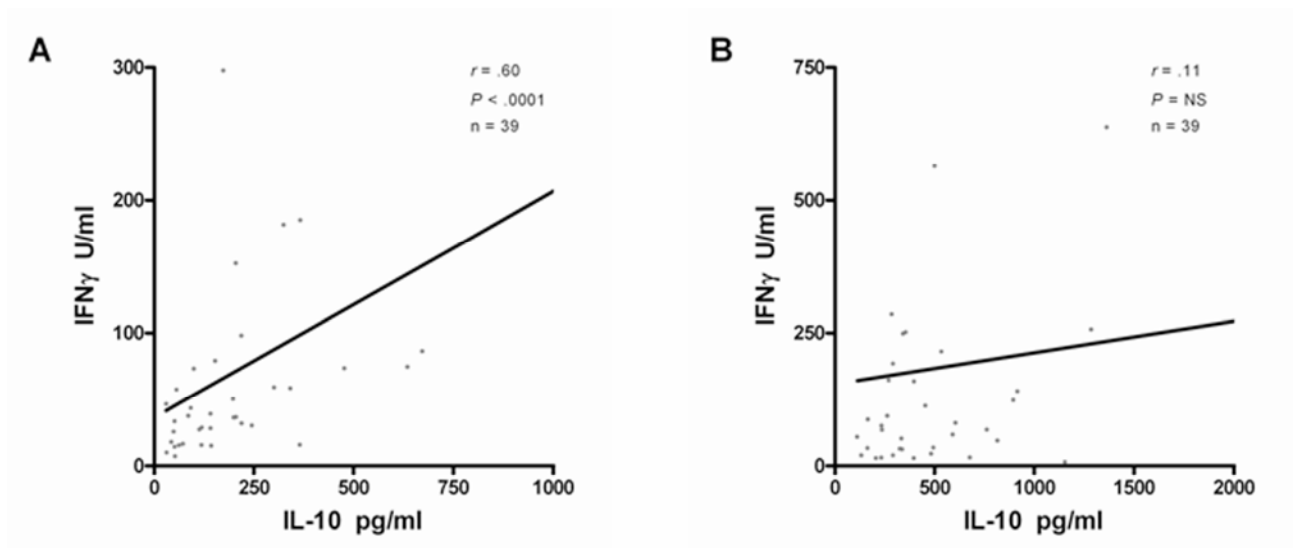 A
r = .60
P < .0001
n = 39
300
200
100
0
IFNγ U/ml
0 250 500 750 1000
IL-10 pg/ml
B
r = .11
P = NS
n = 39
750
500
250
0
IFNγ U/ml
0 500 1000 1500 2000
IL-10 pg/ml